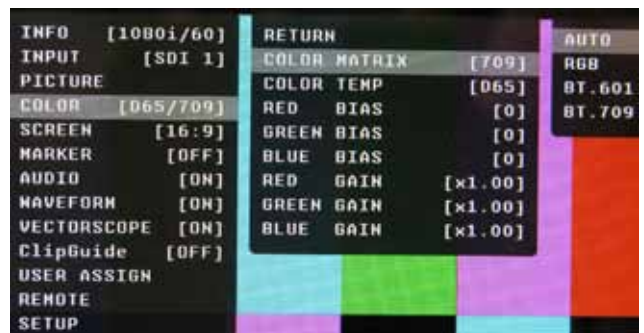 INFO [1080i/60]
INPUT [SDI 1]
PICTURE
COLOR [D65/709]
SCREEN [16:9]
MARKER [OFF]
AUDIO [ON]
WAVEFORM [ON]
VECTORSCOPE [ON]
ClipGuide [OFF]
USER ASSIGN
REMOTE
SETUP
RETURN
COLOR MATRIX [709]
COLOR TEMP [D65]
RED BIAS [0]
GREEN BIAS [0]
BLUE BIAS [0]
RED GAIN [x1.00]
GREEN GAIN [x1.00]
BLUE GAIN [x1.00]
AUTO
RGB
BT.601
BT.709